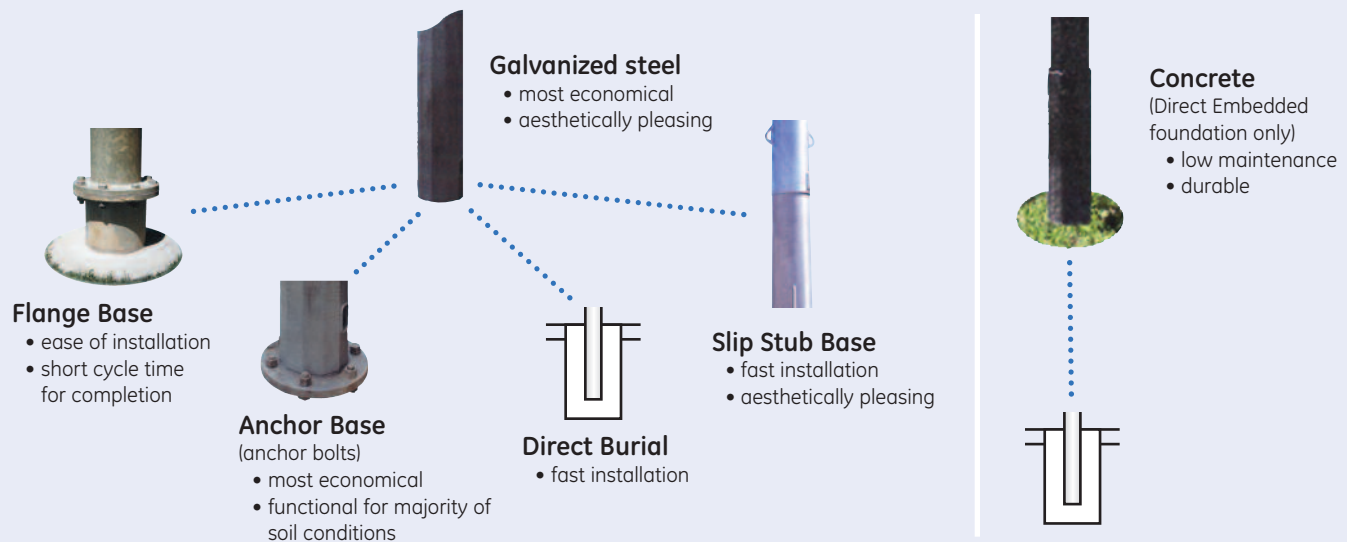 Galvanized steel
• most economical
• aesthetically pleasing
Flange Base
• ease of installation
• short cycle time
for completion
Anchor Base
(anchor bolts)
• most economical
• functional for majority of
soil conditions
Direct Burial
• fast installation
Slip Stub Base
• fast installation
• aesthetically pleasing
Concrete
(Direct Embedded
foundation only)
• low maintenance
• durable